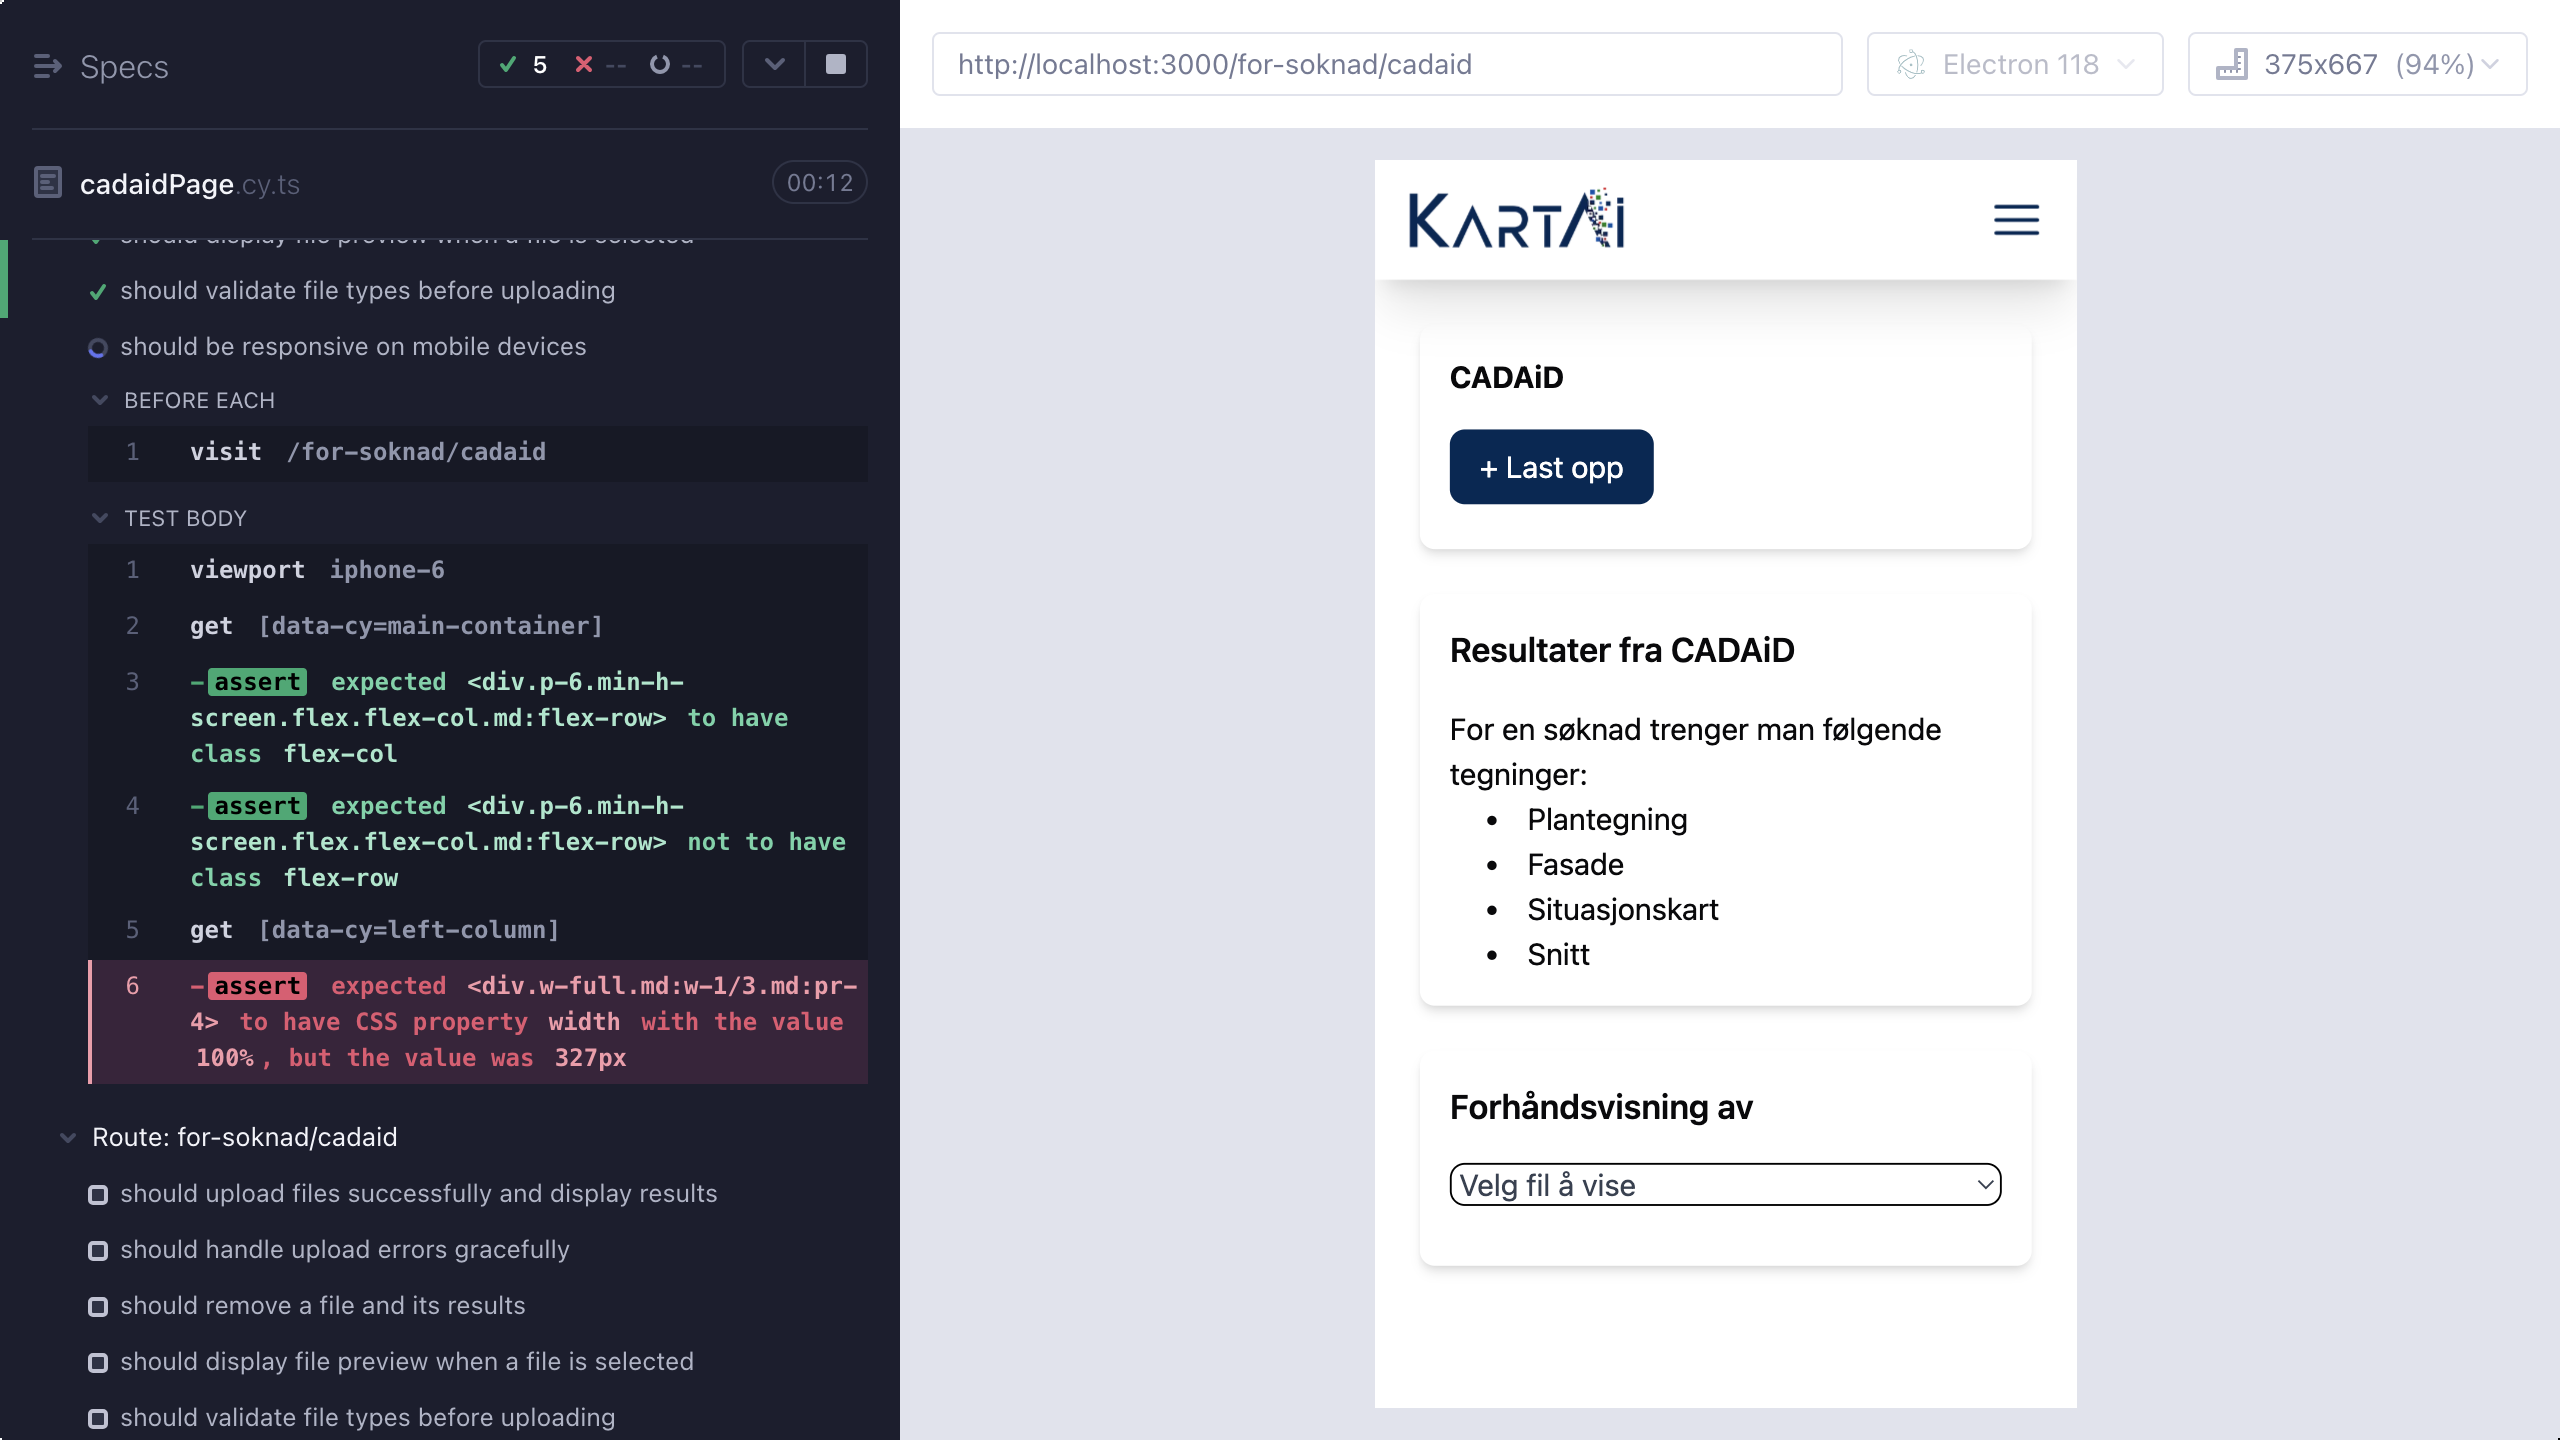 Specs
5 -- --
cadaidPage.cy.ts
00:12
should display file preview when a file is selected
should validate file types before uploading
should be responsive on mobile devices
BEFORE EACH
1 visit /for-soknad/cadaid
TEST BODY
1 viewport iphone-6
2 get [data-cy=main-container]
3 -assert expected <div.p-6.min-h-
screen.flex.flex-col.md:flex-row> to have
class flex-col
4 -assert expected <div.p-6.min-h-
screen.flex.flex-col.md:flex-row> not to have
class flex-row
5 get [data-cy=left-column]
6 -assert expected <div.w-full.md:w-1/3.md:pr-
4> to have CSS property width with the value
100%, but the value was 327px
Route: for-soknad/cadaid
should upload files successfully and display results
should handle upload errors gracefully
should remove a file and its results
should display file preview when a file is selected
should validate file types before uploading
http://localhost:3000/for-soknad/cadaid
Electron 118
375x667 (94%)
KARTAi
CADAiD
+ Last opp
Resultater fra CADAiD
For en søknad trenger man følgende
tegninger:
• Plantegning
• Fasade
• Situasjonskart
• Snitt
Forhåndsvisning av
Velg fil å vise